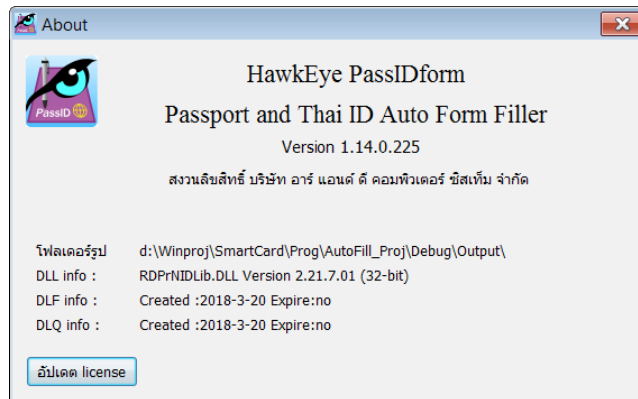 About
HawkEye PassIDform
PassID
Passport and Thai ID Auto Form Filler
Version 1.14.0.225
สงวนลิขสิทธิ์ บริษัท อาร์ แอนด์ ดี คอมพิวเตอร์ ซิสเท็ม จำกัด
โฟลเดอร์รูป d:\Winproj\SmartCard\Prog\AutoFill_Proj\Debug\Output\
DLL info : RDPrNIDLib.DLL Version 2.21.7.01 (32-bit)
DLF info : Created :2018-3-20 Expire:no
DLQ info : Created :2018-3-20 Expire:no
อัปเดต license